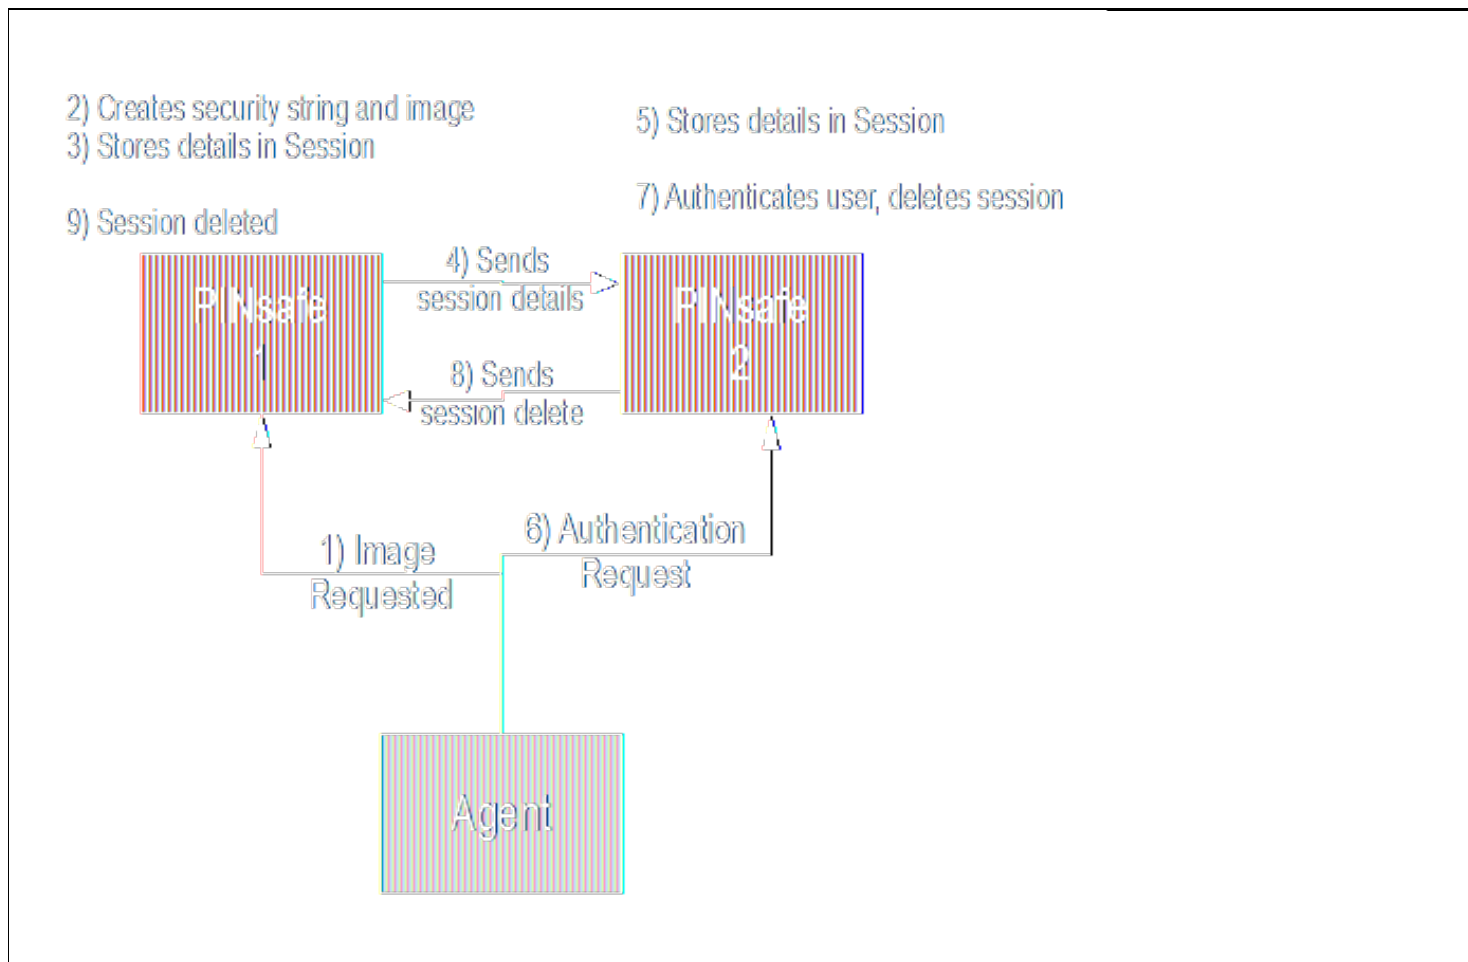 2) Creates security string and image
3) Stores details in Session
9) Session deleted
5) Stores details in Session
7) Authenticates user, deletes session
PINsafe
1
4) Sends
session details
8) Sends
session delete
PINsafe
2
1) Image
Requested
6) Authentication
Request
Agent